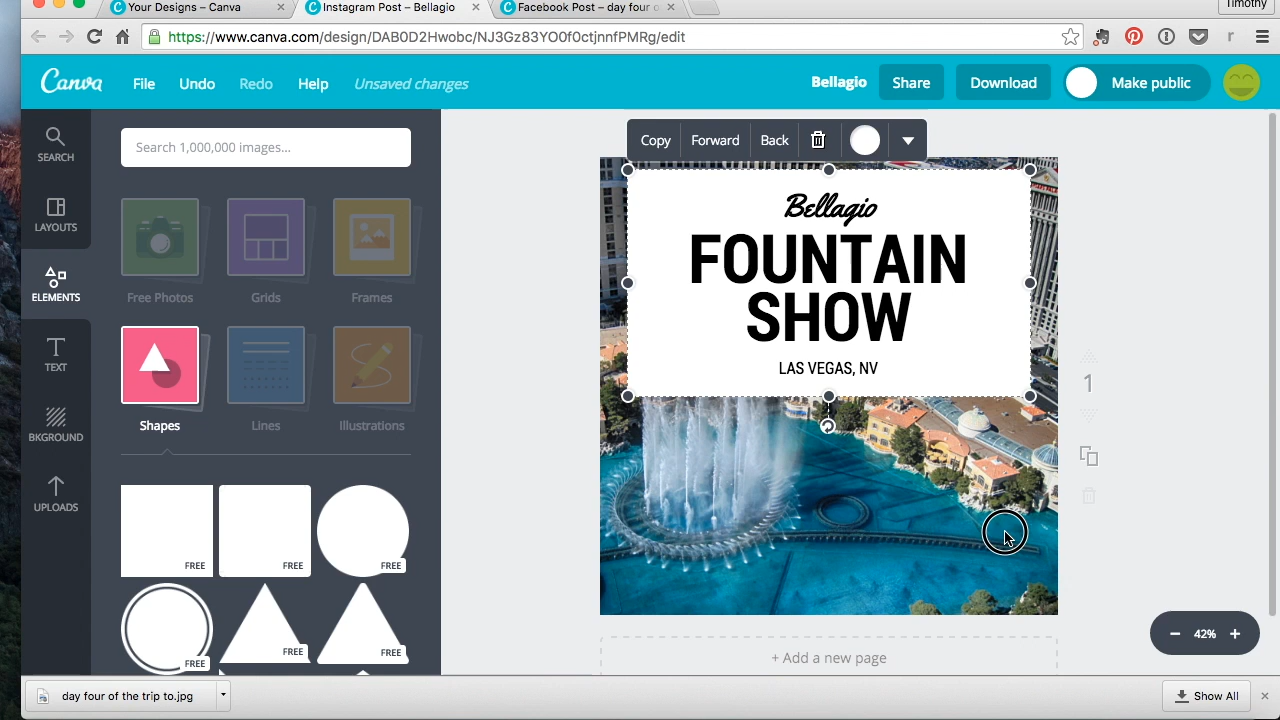 Your Designs – Canva
Instagram Post – Bellagio
Facebook Post – day four o
Timothy
https://www.canva.com/design/DAB0D2Hwobc/NJ3Gz83YO0f0ctjnnfPMRg/edit
Canva
File
Undo
Redo
Help
Unsaved changes
Bellagio
Share
Download
Make public
SEARCH
LAYOUTS
ELEMENTS
TEXT
BKGROUND
UPLOADS
Search 1,000,000 images...
Free Photos
Grids
Frames
Shapes
Lines
Illustrations
FREE
FREE
FREE
FREE
FREE
FREE
Copy
Forward
Back
Bellagio
FOUNTAIN
SHOW
LAS VEGAS, NV
1
+ Add a new page
42%
day four of the trip to.jpg
Show All